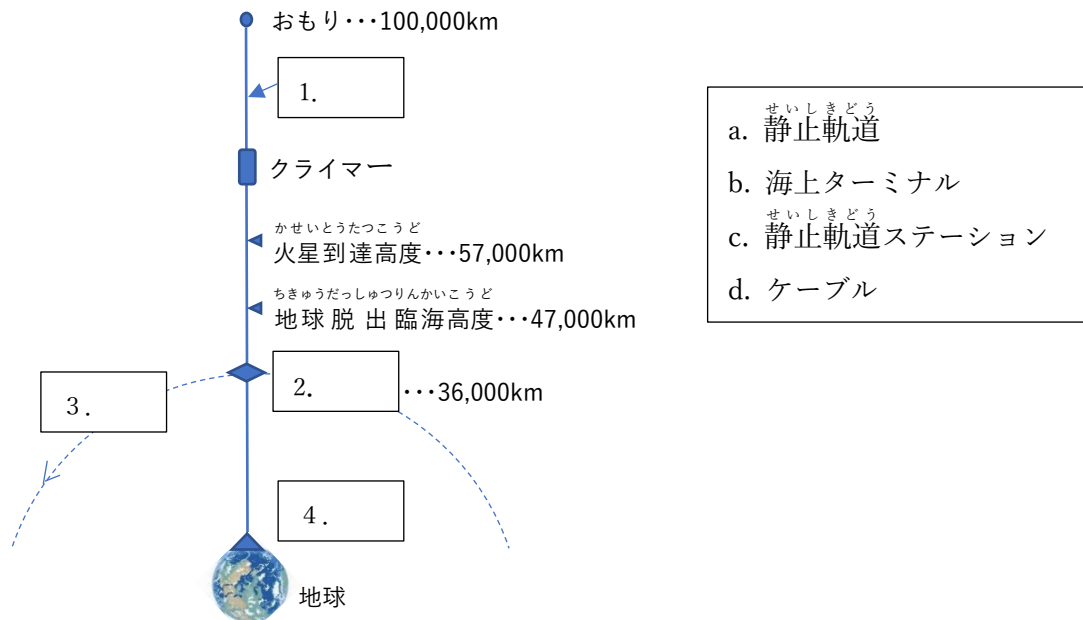 おもり･･･100,000km
1.
クライマー
かせいとうたつこうど
火星到達高度･･･57,000km
ちきゅうだっしゅつりんかいこうど
地球脱出臨海高度･･･47,000km
2.
･･･36,000km
3.
4.
地球
せいしきどう
a. 静止軌道
b. 海上ターミナル
せいしきどう
c. 静止軌道ステーション
d. ケーブル